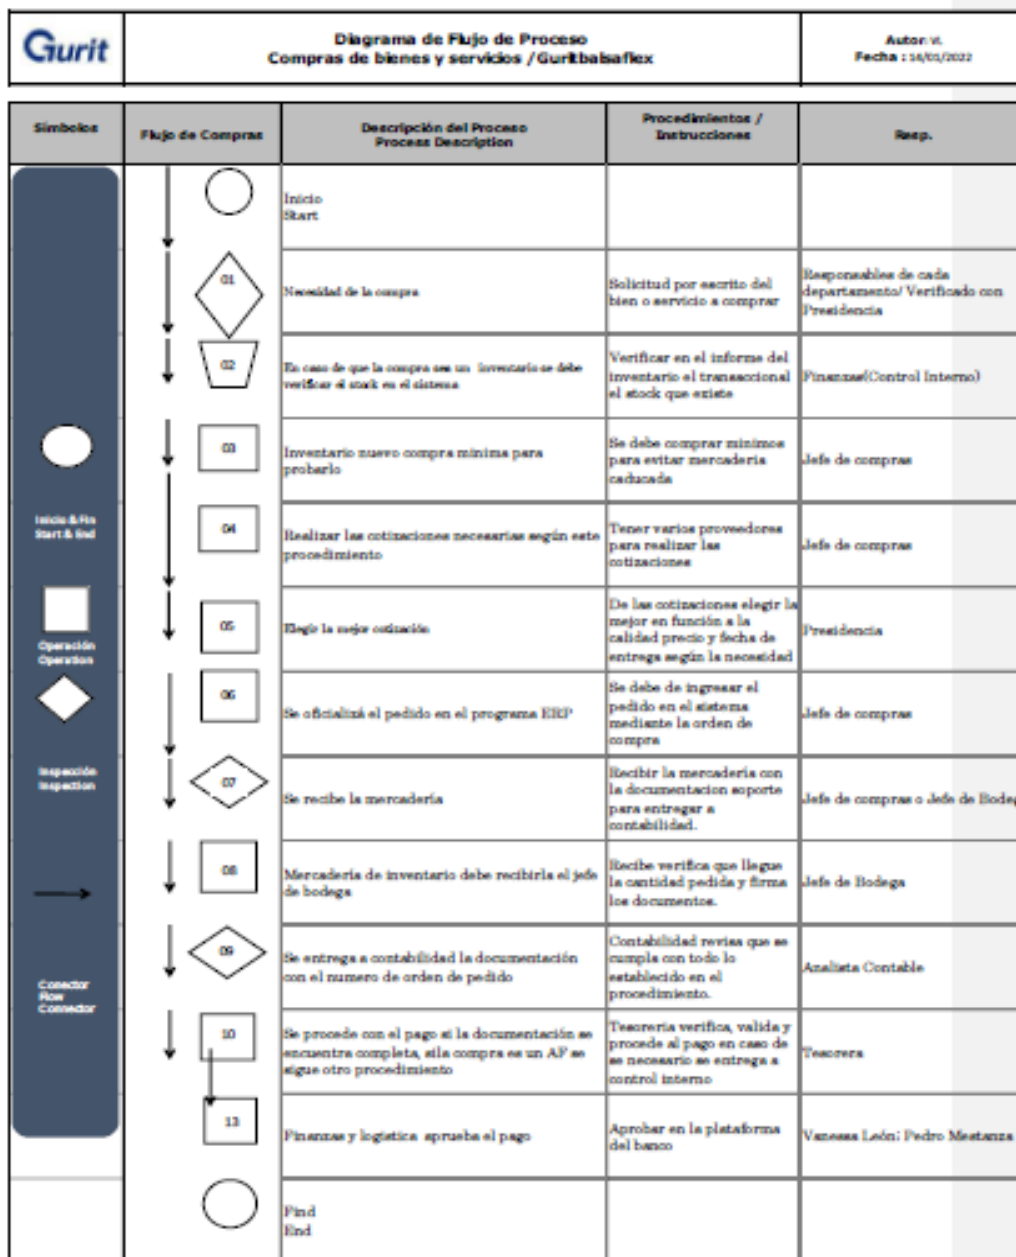 Gurit
Diagrama de Flujo de Proceso
Compras de bienes y servicios /Guritbalsaflex
Autor: VL
Fecha : 14/01/2022
Símbolos
Flujo de Compras
Descripción del Proceso
Process Description
Procedimientos /
Instrucciones
Resp.
Inicio
Start
01
Necesidad de la compra
Solicitud por escrito del
bien o servicio a comprar
Responsables de cada
departamento/ Verificado con
Presidencia
02
En caso de que la compra sea un inventario se debe
verificar el stock en el sistema
Verificar en el informe del
inventario el transaccional
el stock que existe
Finanzas(Control Interno)
03
Inventario nuevo compra mínima para
probarlo
Se debe comprar mínimos
para evitar mercadería
caducada
Jefe de compras
Inicio & Fin
Start & End
04
Realizar las cotizaciones necesarias según este
procedimiento
Tener varios proveedores
para realizar las
cotizaciones
Jefe de compras
Operación
Operation
05
Elegir la mejor cotización
De las cotizaciones elegir la
mejor en función a la
calidad precio y fecha de
entrega según la necesidad
Presidencia
06
Se oficializá el pedido en el programa ERP
Se debe de ingresar el
pedido en el sistema
mediante la orden de
compra
Jefe de compras
Inspección
Inspection
07
Se recibe la mercadería
Recibir la mercadería con
la documentacion soporte
para entregar a
contabilidad.
Jefe de compras o Jefe de Bodeg
08
Mercadería de inventario debe recibirla el jefe
de bodega
Recibe verifica que llegue
la cantidad pedida y firma
los documentos.
Jefe de Bodega
Conector
Flow
Connector
09
Se entrega a contabilidad la documentación
con el numero de orden de pedido
Contabilidad revisa que se
cumpla con todo lo
establecido en el
procedimiento.
Analista Contable
10
Se procede con el pago si la documentación se
encuentra completa, sila compra es un AF se
sigue otro procedimiento
Tesorería verifica, valida y
procede al pago en caso de
se necesario se entrega a
control interno
Tesorera
13
Finanzas y logística aprueba el pago
Aprobar en la plataforma
del banco
Vanessa León; Pedro Mestanza
Find
End